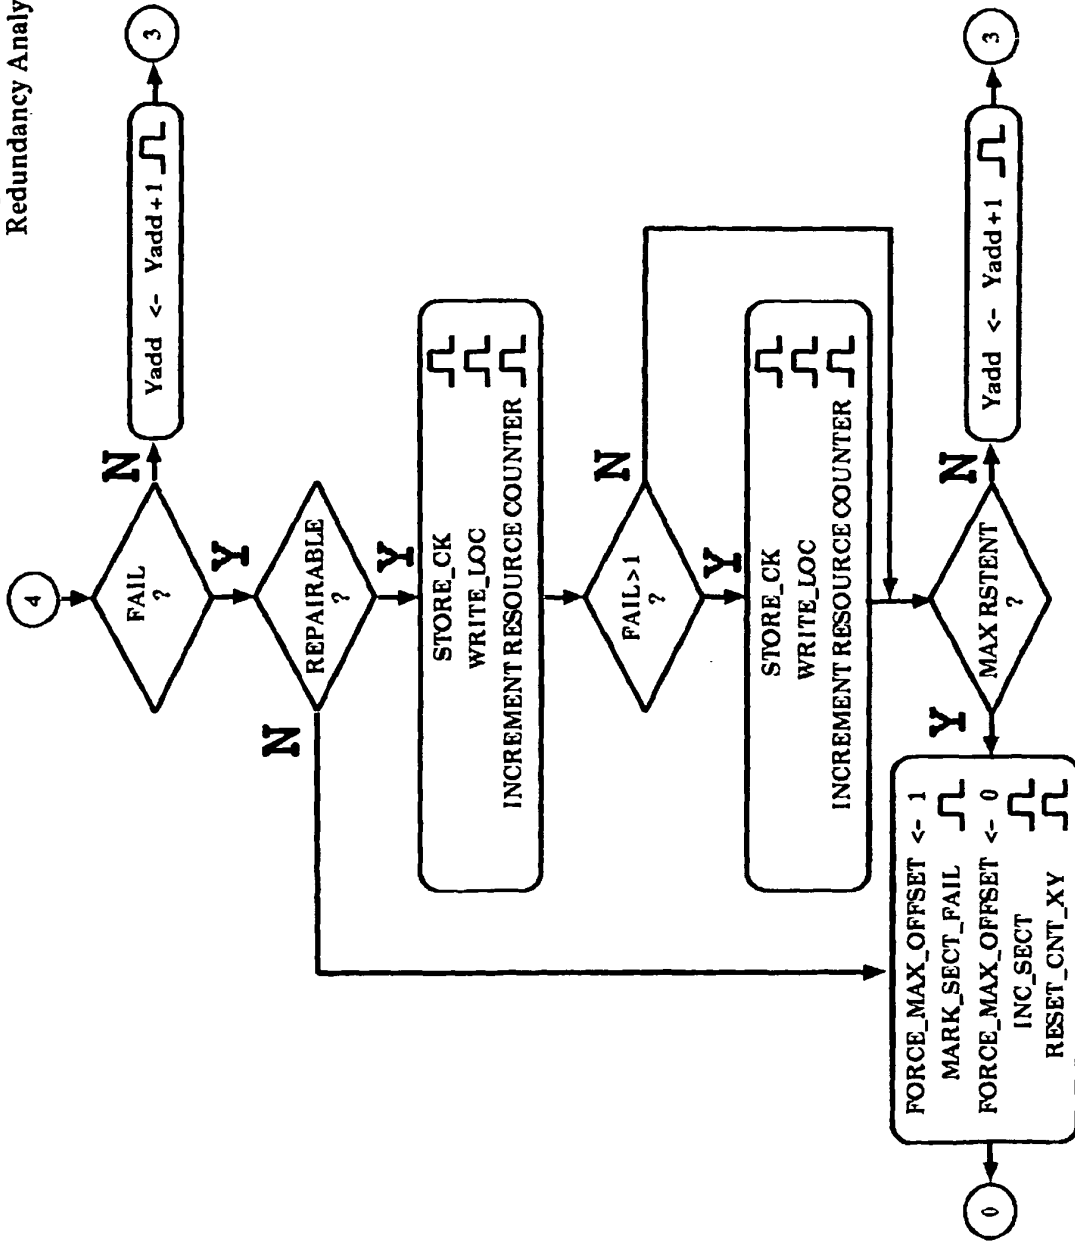 Redundancy Analy
4
FAIL
?
N
Yadd <- Yadd+1
3
Y
REPAIRABLE
?
N
Y
STORE_CK
WRITE_LOC
INCREMENT RESOURCE COUNTER
FAIL>1
?
N
Y
STORE_CK
WRITE_LOC
INCREMENT RESOURCE COUNTER
MAX RSTENT
?
N
Yadd <- Yadd+1
3
Y
FORCE_MAX_OFFSET <- 1
MARK_SECT_FAIL
FORCE_MAX_OFFSET <- 0
INC_SECT
RESET_CNT_XY
0